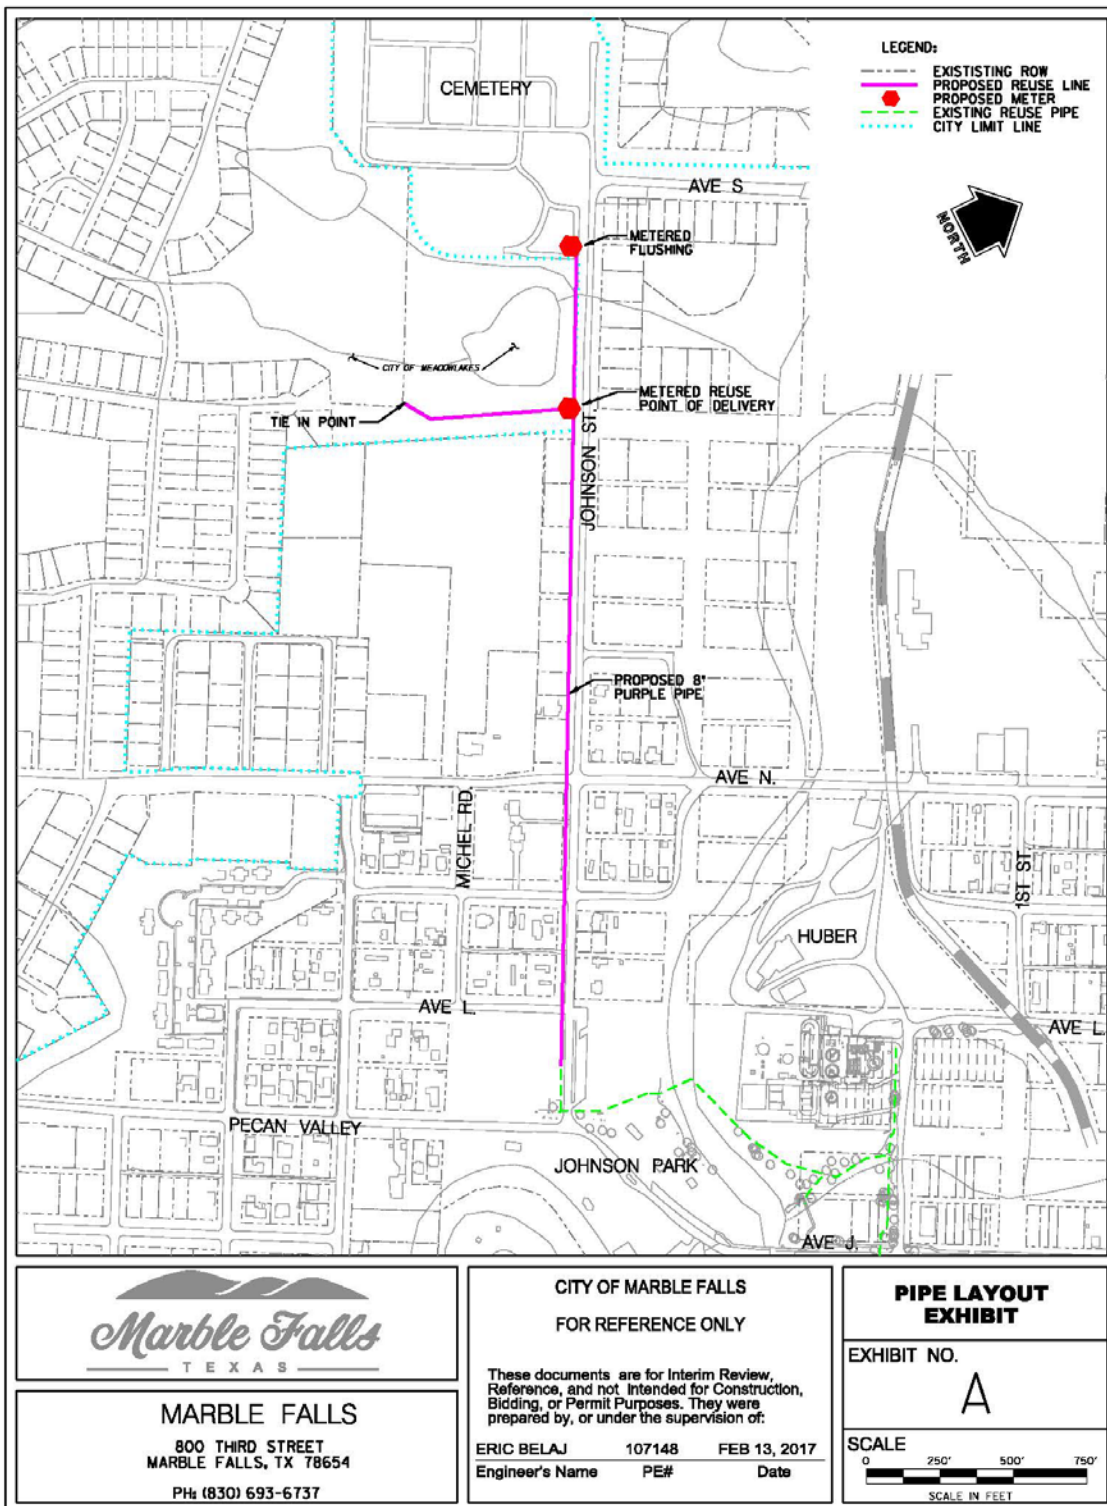 LEGEND:
EXISTISTING ROW
PROPOSED REUSE LINE
PROPOSED METER
EXISTING REUSE PIPE
CITY LIMIT LINE
CEMETERY
AVE S
NORTH
METERED
FLUSHING
CITY OF MEADOWLAKES
METERED REUSE
POINT OF DELIVERY
TIE IN POINT
JOHNSON ST.
PROPOSED 8"
PURPLE PIPE
AVE N.
MICHEL RD.
1ST ST
HUBER
AVE L.
AVE L.
PECAN VALLEY
JOHNSON PARK
AVE J.
Marble Falls
TEXAS
MARBLE FALLS
800 THIRD STREET
MARBLE FALLS, TX 78654
PH: (830) 693-6737
CITY OF MARBLE FALLS
FOR REFERENCE ONLY
These documents are for Interim Review,
Reference, and not Intended for Construction,
Bidding, or Permit Purposes. They were
prepared by, or under the supervision of:
ERIC BELAJ 107148 FEB 13, 2017
Engineer's Name PE# Date
PIPE LAYOUT
EXHIBIT
EXHIBIT NO.
A
SCALE
0 250' 500' 750'
SCALE IN FEET